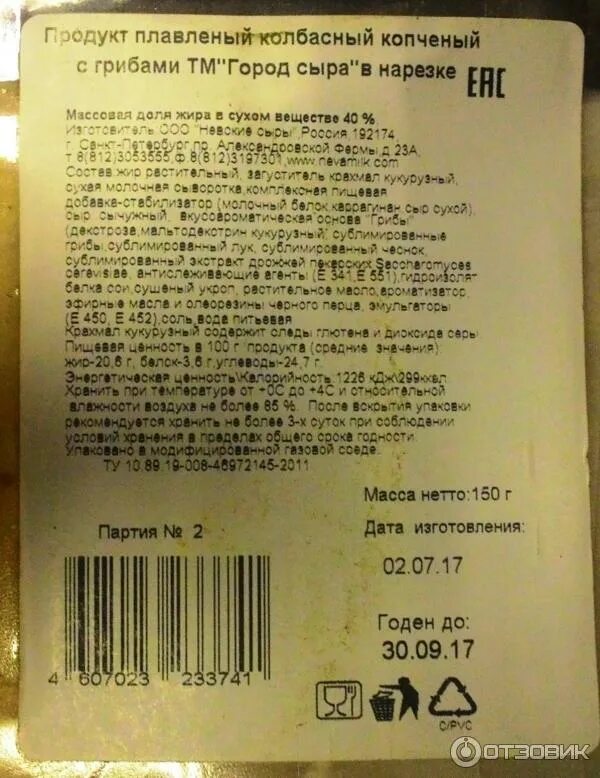 Продукт плавленый колбасный копченый
с грибами ТМ"Город сыра"в нарезке
EAC
Массовая доля жира в сухом веществе 40 %.
Изготовитель ООО "Невские сыры",Россия,192174
г. Санкт-Петербург,пр. Александровской Фермы,д.23А,
т 8(812)3053555,ф.8(812)3197301,www.nevamilk.com
Состав:жир растительный, загуститель крахмал кукурузный,
сухая молочная сыворотка,комплексная пищевая
добавка-стабилизатор (молочный белок,каррагинан,сыр сухой),
сыр сычужный, вкусоароматическая основа "Грибы"
(декстроза,мальтодекстрин кукурузный, сублимированные
грибы,сублимированный лук, сублимированный чеснок,
сублимированный экстракт дрожжей пекарских,Saccharomyces
cerevisiae, антислеживающие агенты (Е 341,Е 551),гидроизолят
белка сои,сушеный укроп, растительное масло,ароматизатор,
эфирные масла и олеорезины черного перца, эмульгаторы
(Е 450, Е 452),соль,вода питьевая
Крахмал кукурузный содержит следы глютена и диоксида серы
Пищевая ценность в 100 г продукта (средние значения):
жир-20,6 г, белок-3,6 г,углеводы-24,7 г.
Энергетическая ценность\Калорийность:1226 кДж\299ккал
Хранить при температуре от +0С до +4С и относительной
влажности воздуха не более 85 %. После вскрытия упаковки
рекомендуется хранить не более 3-х суток при соблюдении
условий хранения в пределах общего срока годности.
Упаковано в модифицированной газовой среде.
ТУ 10.89.19-008-46972145-2011
Масса нетто:150 г
Партия № 2
Дата изготовления:
02.07.17
Годен до:
30.09.17
4 607023 233741
C/PVC
ОТЗОВИК